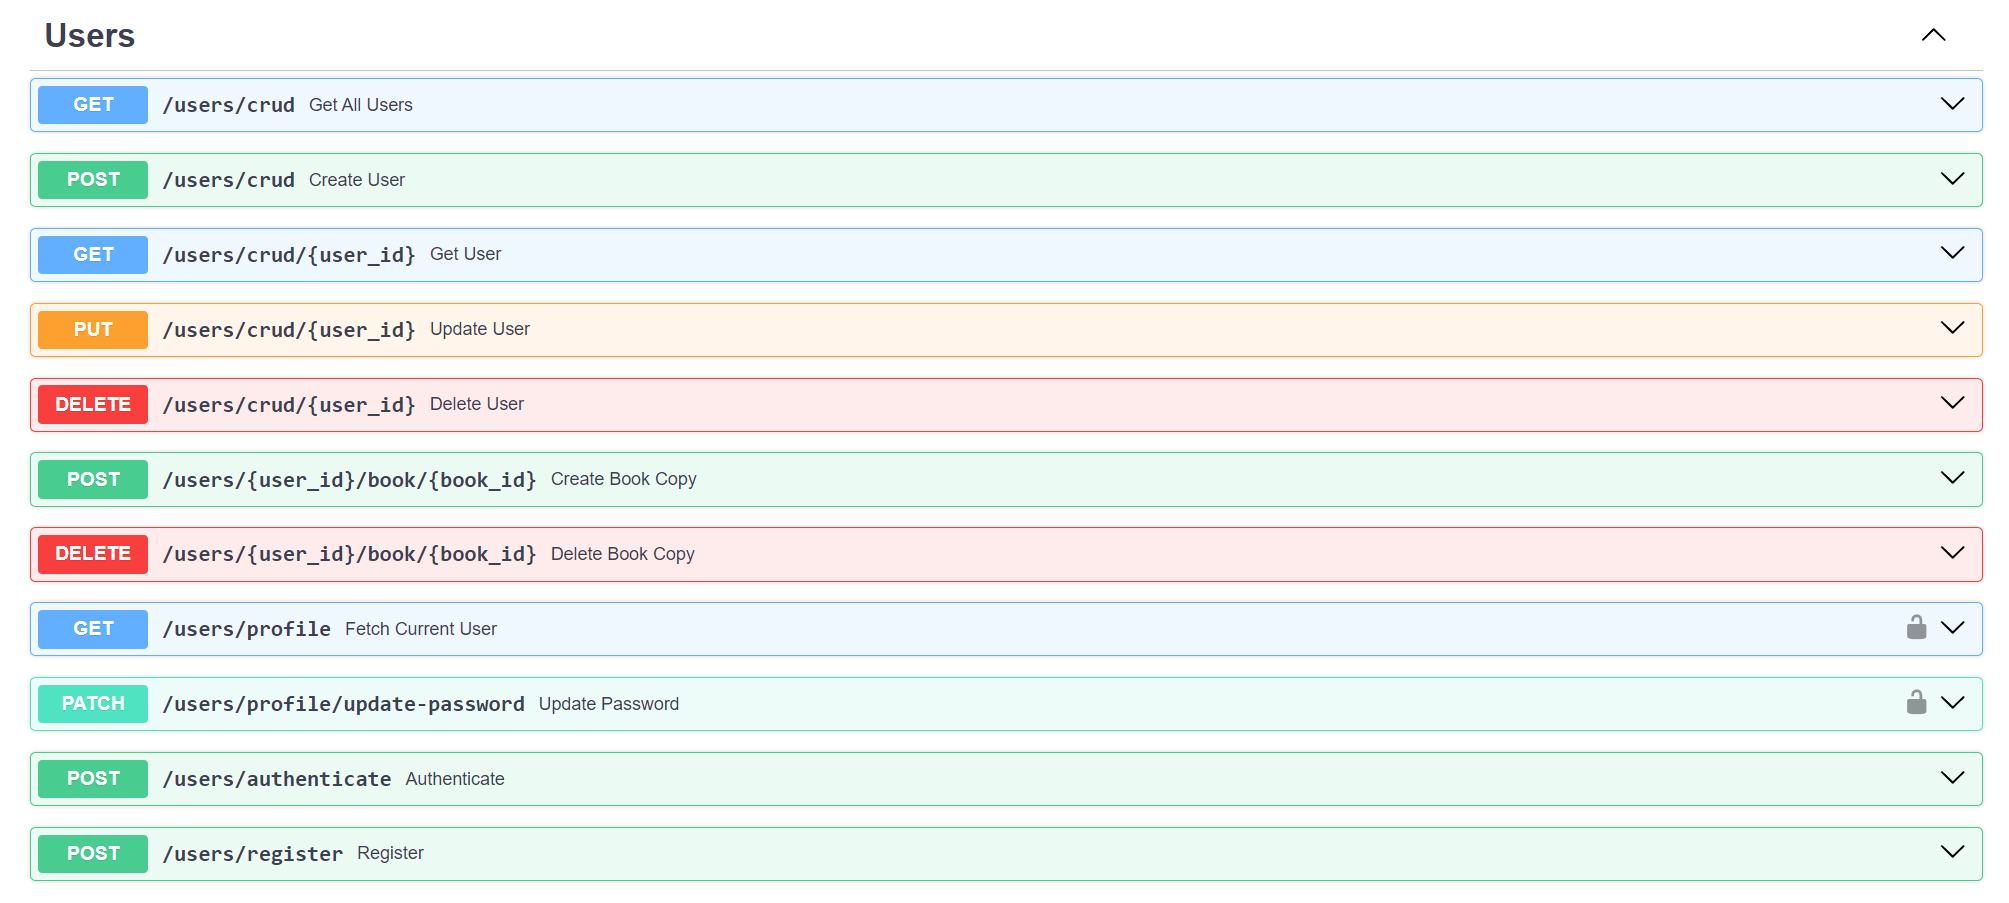 Users
GET /users/crud Get All Users
POST /users/crud Create User
GET /users/crud/{user_id} Get User
PUT /users/crud/{user_id} Update User
DELETE /users/crud/{user_id} Delete User
POST /users/{user_id}/book/{book_id} Create Book Copy
DELETE /users/{user_id}/book/{book_id} Delete Book Copy
GET /users/profile Fetch Current User
PATCH /users/profile/update-password Update Password
POST /users/authenticate Authenticate
POST /users/register Register